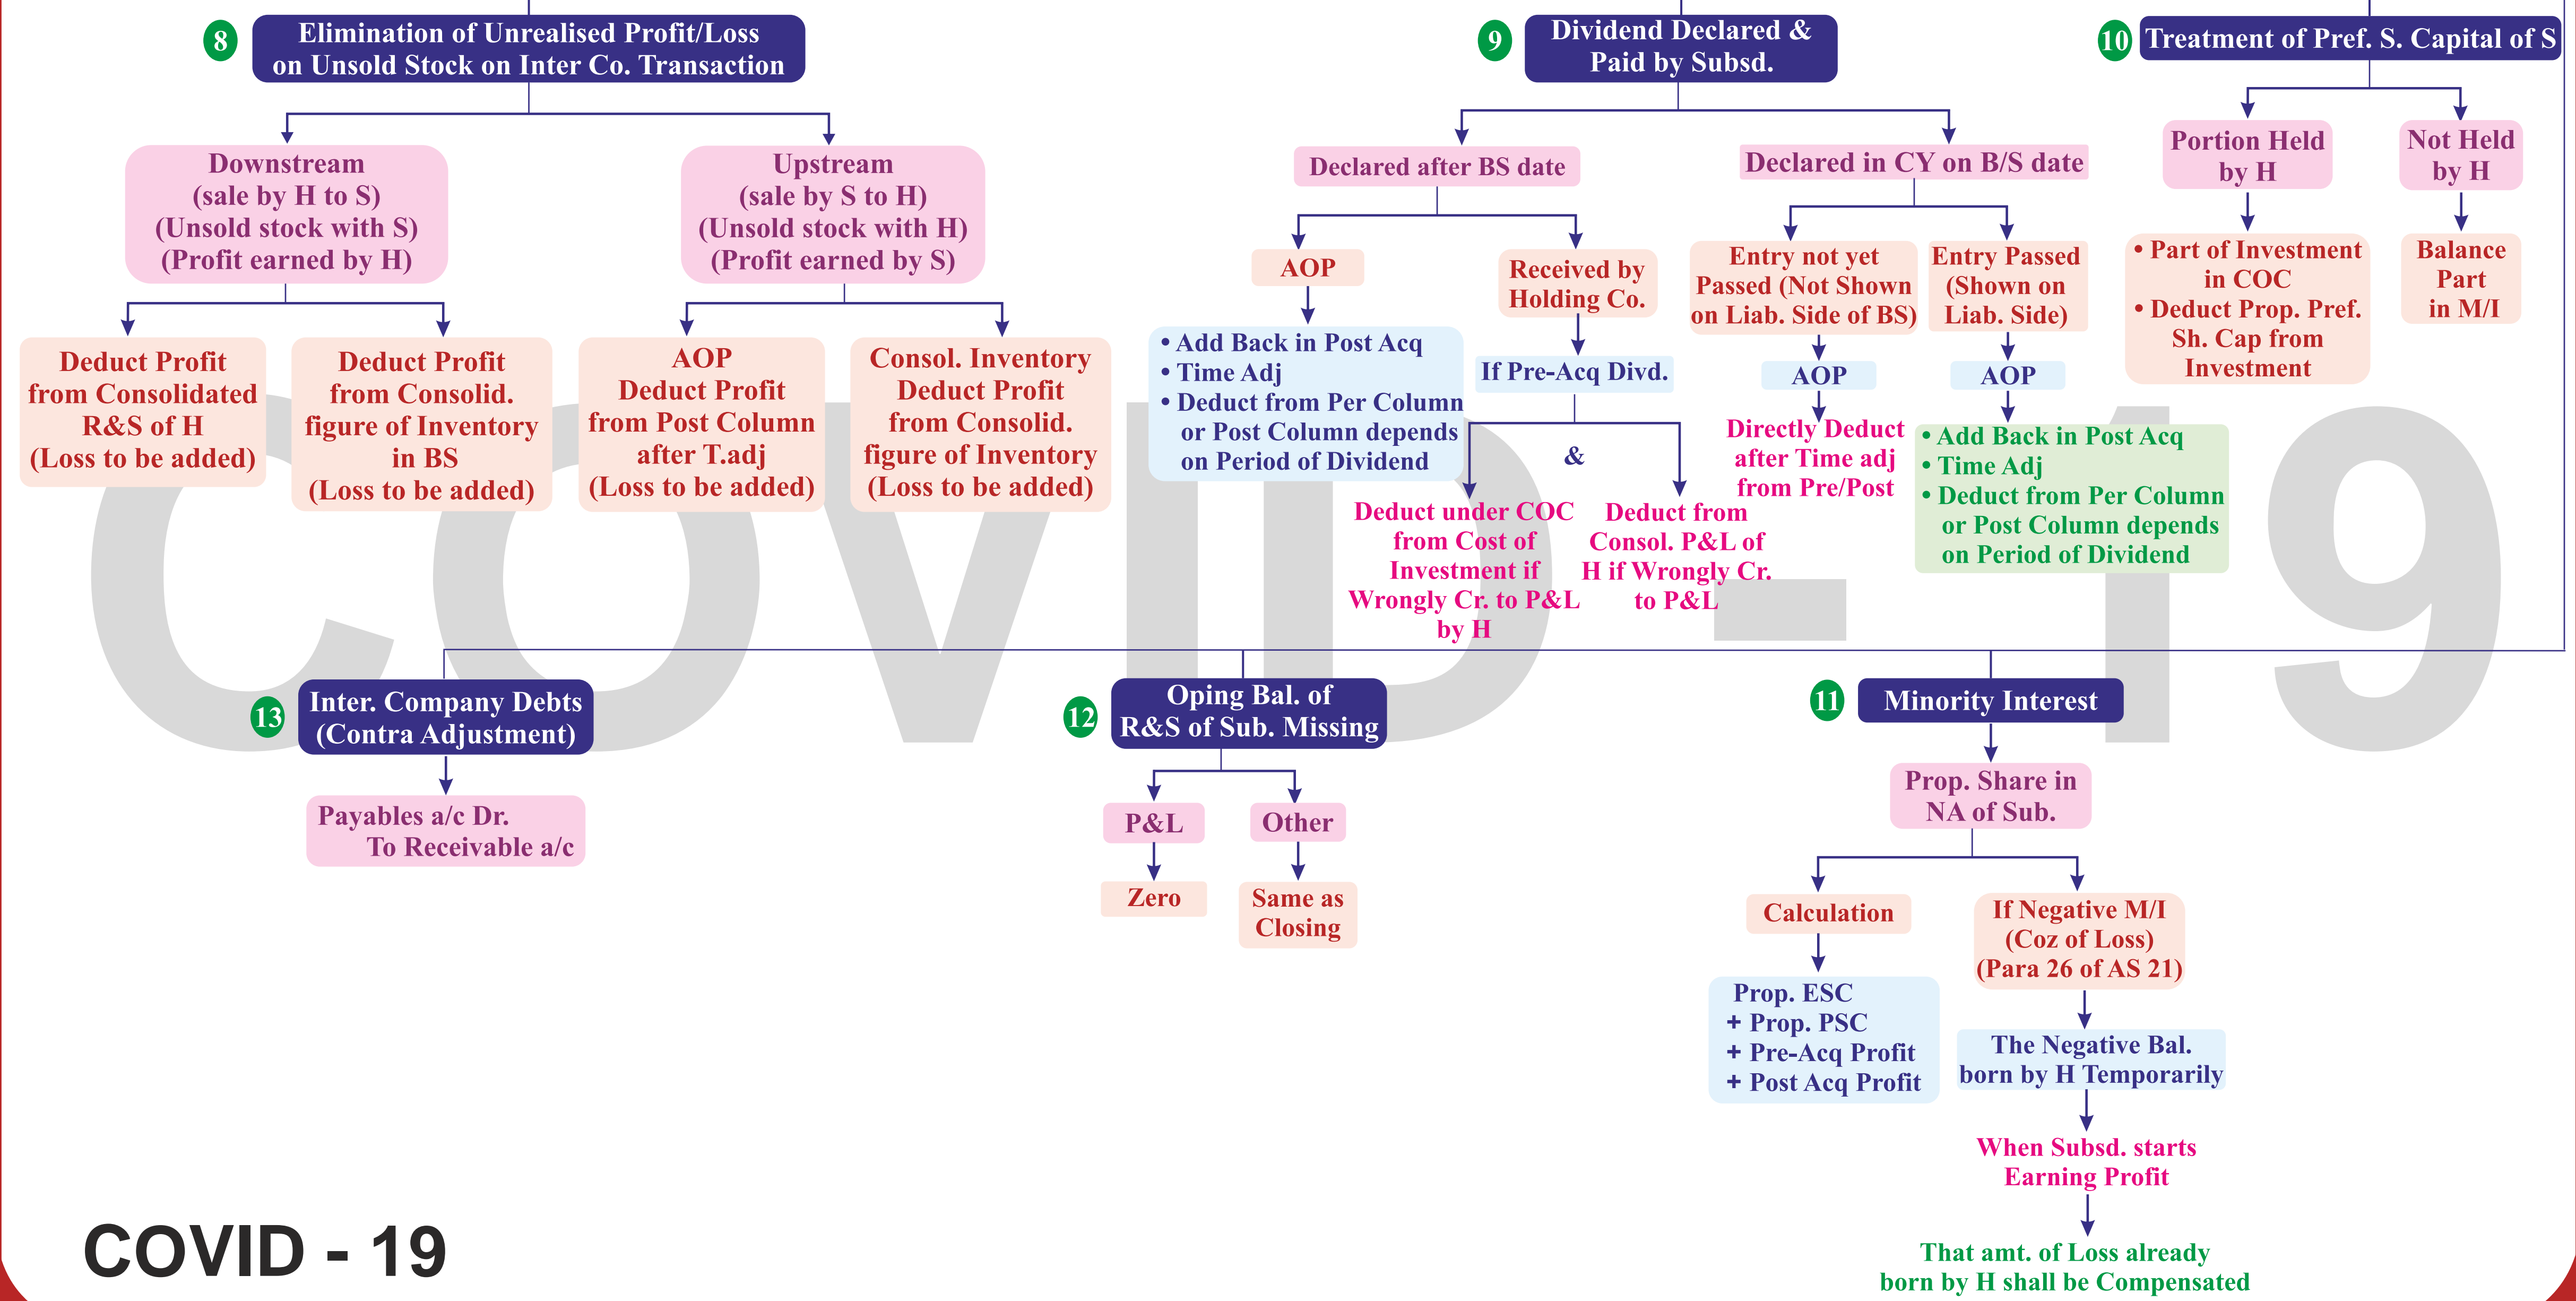 8
Elimination of Unrealised Profit/Loss
on Unsold Stock on Inter Co. Transaction
Downstream
(sale by H to S)
(Unsold stock with S)
(Profit earned by H)
Upstream
(sale by S to H)
(Unsold stock with H)
(Profit earned by S)
Deduct Profit
from Consolidated
R&S of H
(Loss to be added)
Deduct Profit
from Consolid.
figure of Inventory
in BS
(Loss to be added)
AOP
Deduct Profit
from Post Column
after T.adj
(Loss to be added)
Consol. Inventory
Deduct Profit
from Consolid.
figure of Inventory
(Loss to be added)
9
Dividend Declared &
Paid by Subsd.
Declared after BS date
AOP
• Add Back in Post Acq
• Time Adj
• Deduct from Per Column
or Post Column depends
on Period of Dividend
Received by
Holding Co.
If Pre-Acq Divd.
&
Deduct under COC
from Cost of
Investment if
Wrongly Cr. to P&L
by H
Deduct from
Consol. P&L of
H if Wrongly Cr.
to P&L
Declared in CY on B/S date
Entry not yet
Passed (Not Shown
on Liab. Side of BS)
AOP
Directly Deduct
after Time adj
from Pre/Post
Entry Passed
(Shown on
Liab. Side)
AOP
• Add Back in Post Acq
• Time Adj
• Deduct from Per Column
or Post Column depends
on Period of Dividend
10
Treatment of Pref. S. Capital of S
Portion Held
by H
• Part of Investment
in COC
• Deduct Prop. Pref.
Sh. Cap from
Investment
Not Held
by H
Balance
Part
in M/I
COVID - 19
13
Inter. Company Debts
(Contra Adjustment)
Payables a/c Dr.
To Receivable a/c
12
Oping Bal. of
R&S of Sub. Missing
P&L
Zero
Other
Same as
Closing
11
Minority Interest
Prop. Share in
NA of Sub.
Calculation
Prop. ESC
+ Prop. PSC
+ Pre-Acq Profit
+ Post Acq Profit
If Negative M/I
(Coz of Loss)
(Para 26 of AS 21)
The Negative Bal.
born by H Temporarily
When Subsd. starts
Earning Profit
That amt. of Loss already
born by H shall be Compensated
COVID - 19